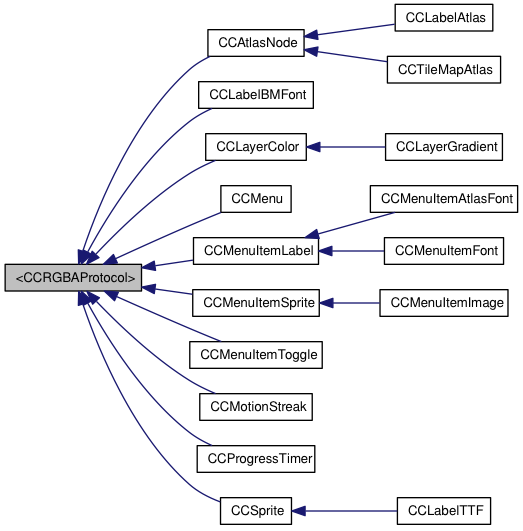 CCLabelAtlas
CCAtlasNode
CCTileMapAtlas
CCLabelBMFont
CCLayerColor
CCLayerGradient
CCMenu
CCMenuItemAtlasFont
CCMenuItemLabel
CCMenuItemFont
<CCRGBAProtocol>
CCMenuItemSprite
CCMenuItemImage
CCMenuItemToggle
CCMotionStreak
CCProgressTimer
CCSprite
CCLabelTTF